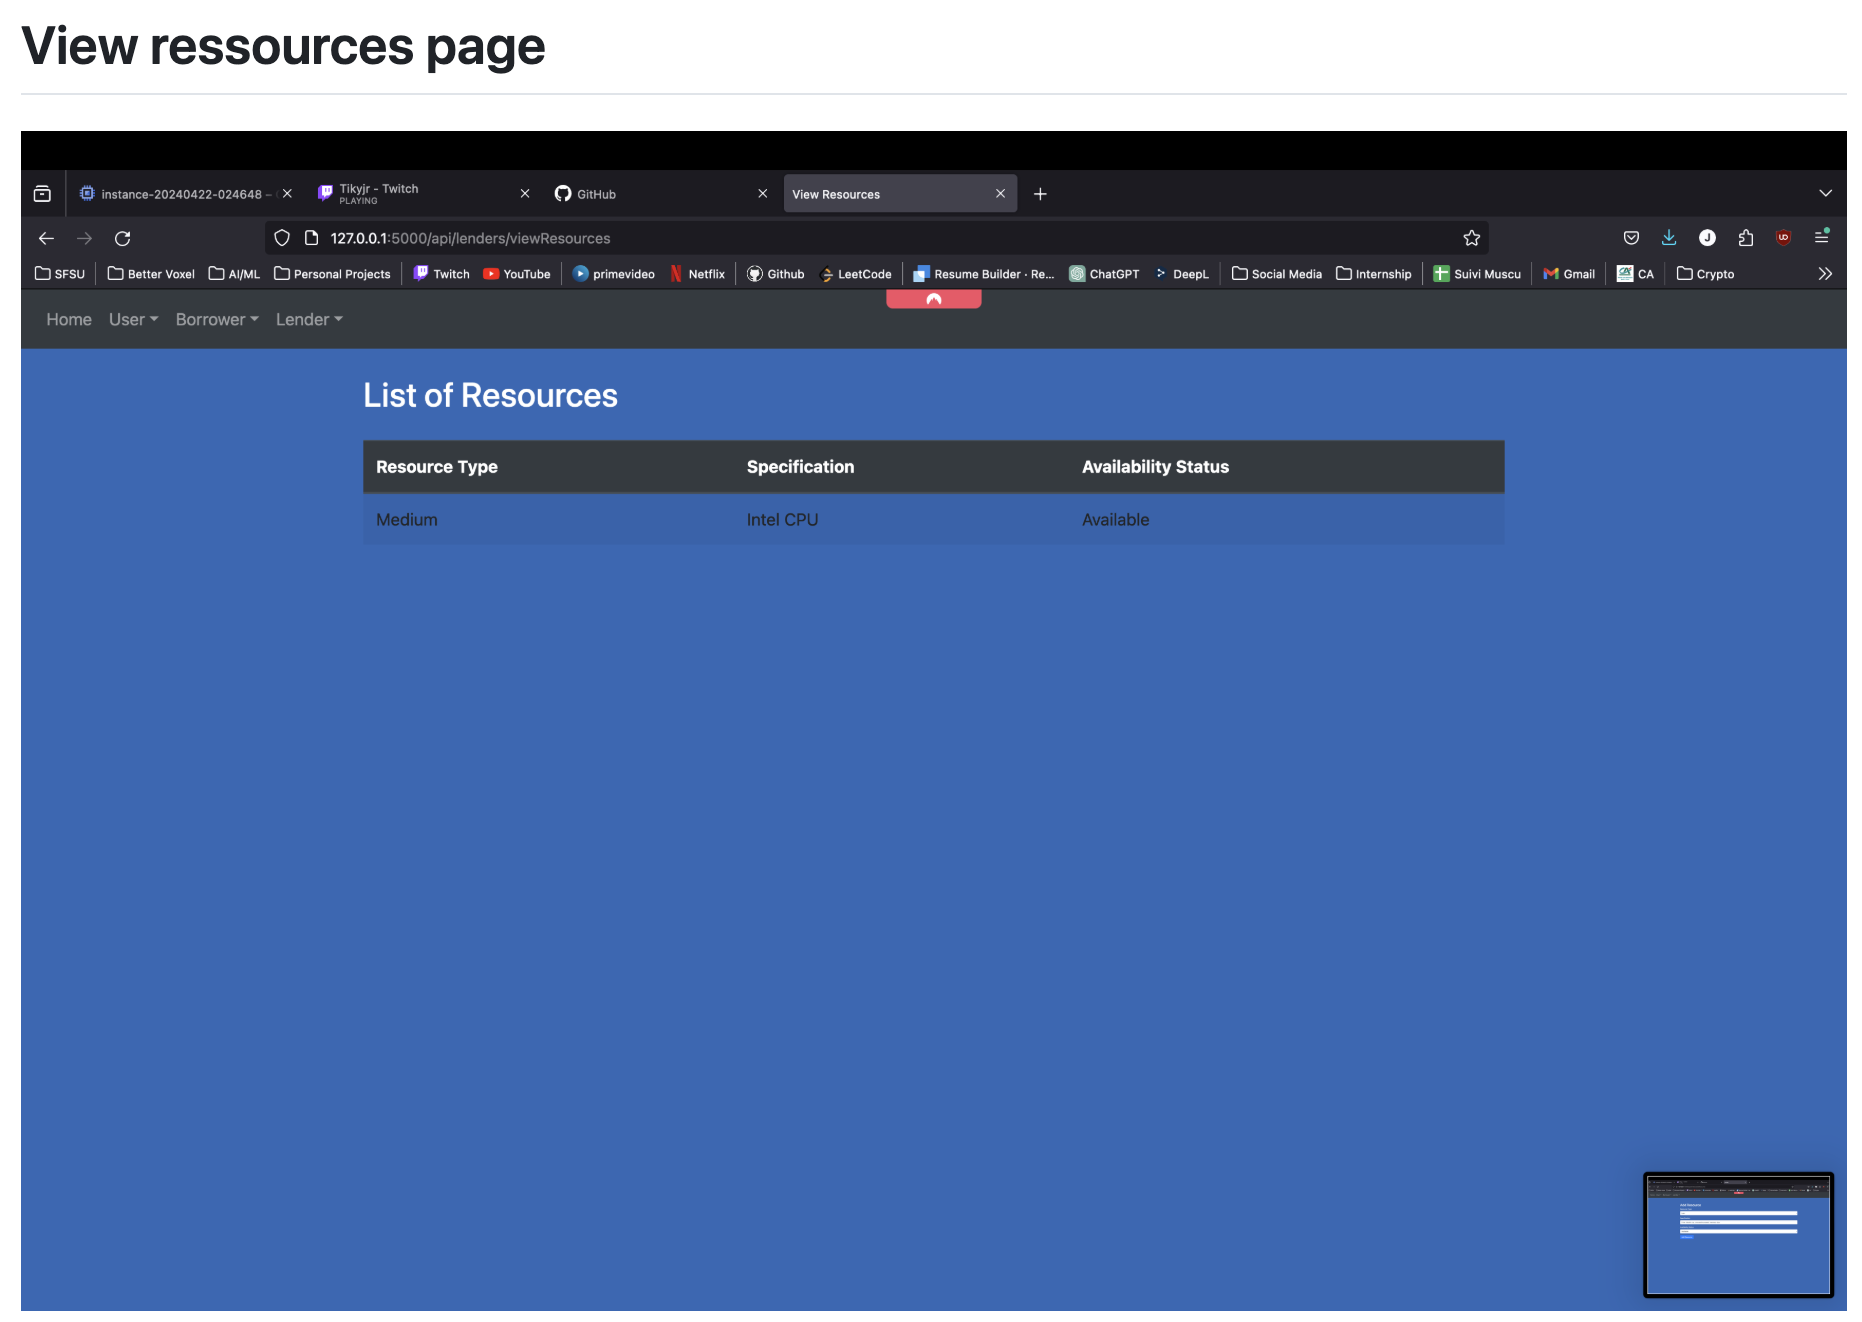 View ressources page
instance-20240422-024648 –
Tikyjr - Twitch
PLAYING
GitHub
View Resources
127.0.0.1:5000/api/lenders/viewResources
SFSU Better Voxel AI/ML Personal Projects Twitch YouTube primevideo Netflix Github LeetCode Resume Builder · Re... ChatGPT DeepL Social Media Internship Suivi Muscu Gmail CA Crypto
Home User Borrower Lender
List of Resources
Resource Type Specification Availability Status
Medium Intel CPU Available